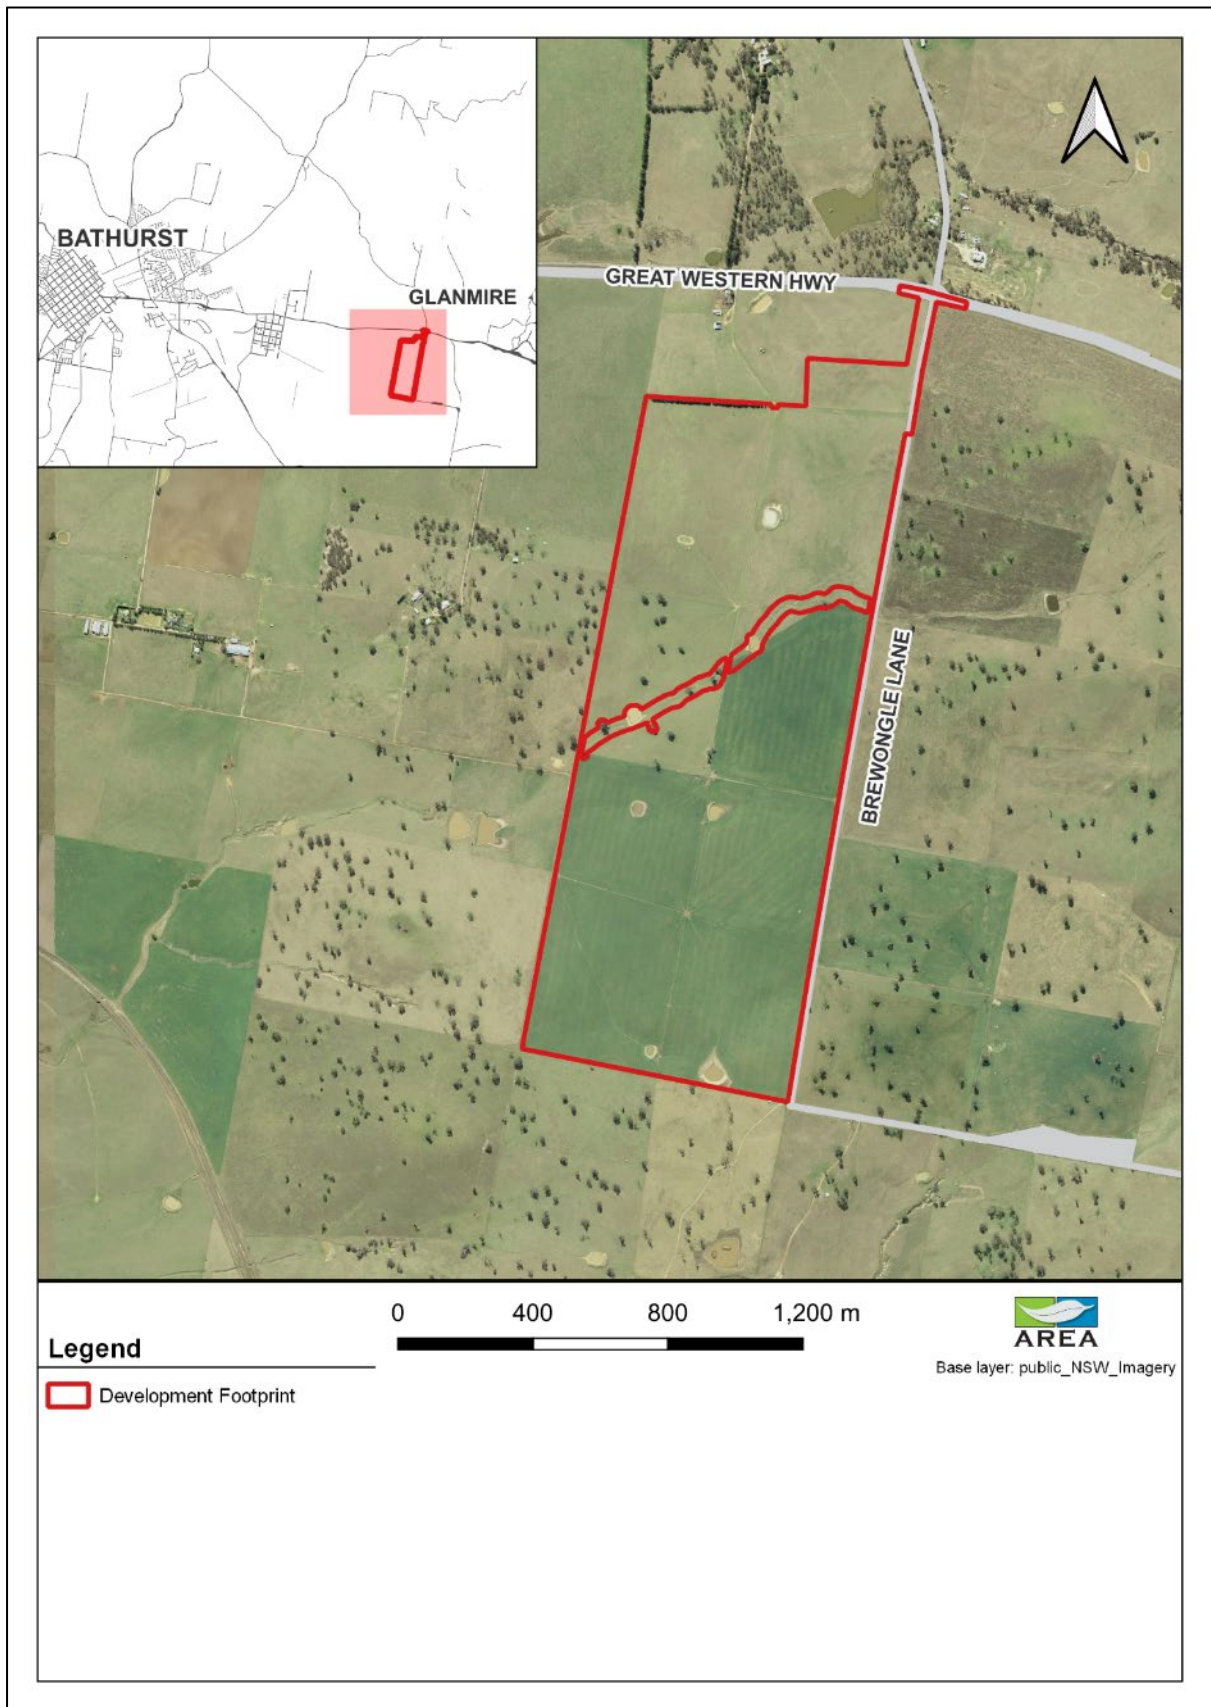 BATHURST
GLANMIRE
GREAT WESTERN HWY
BREWONGLE LANE
0 400 800 1,200 m
Legend
Development Footprint
AREA
Base layer: public_NSW_Imagery